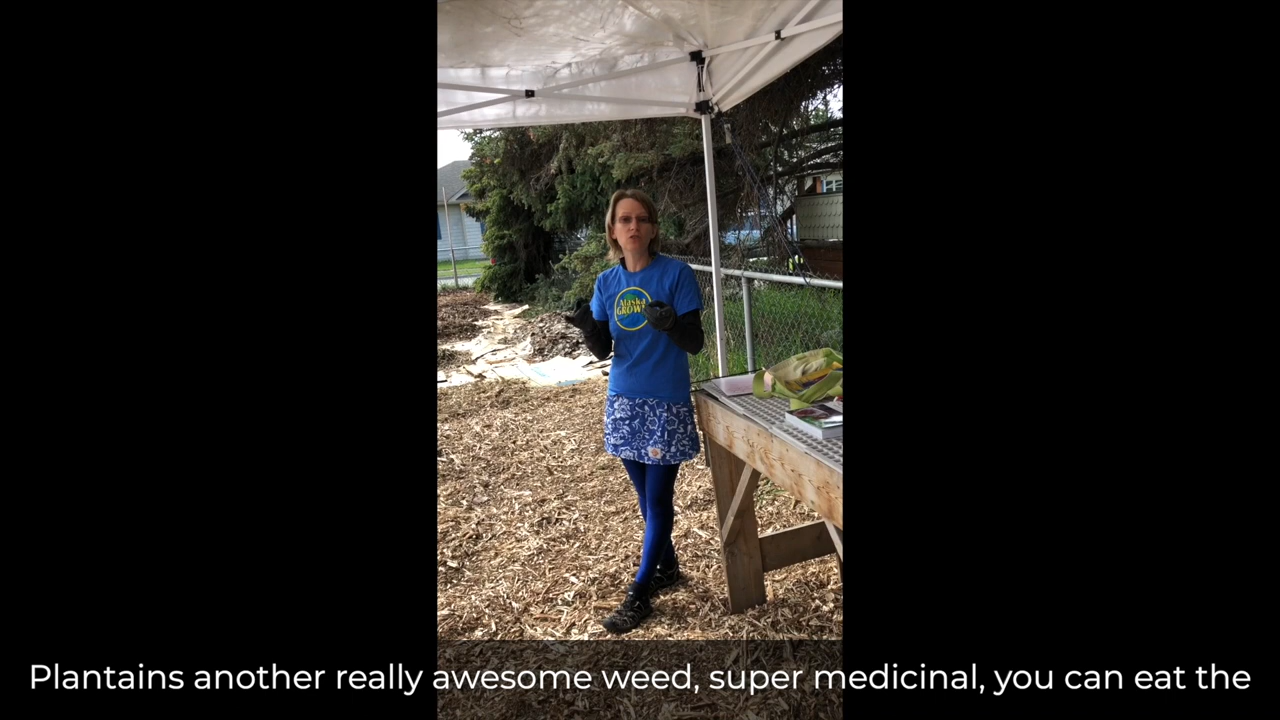 Alaska
GROWN
Plantains another really awesome weed, super medicinal, you can eat the